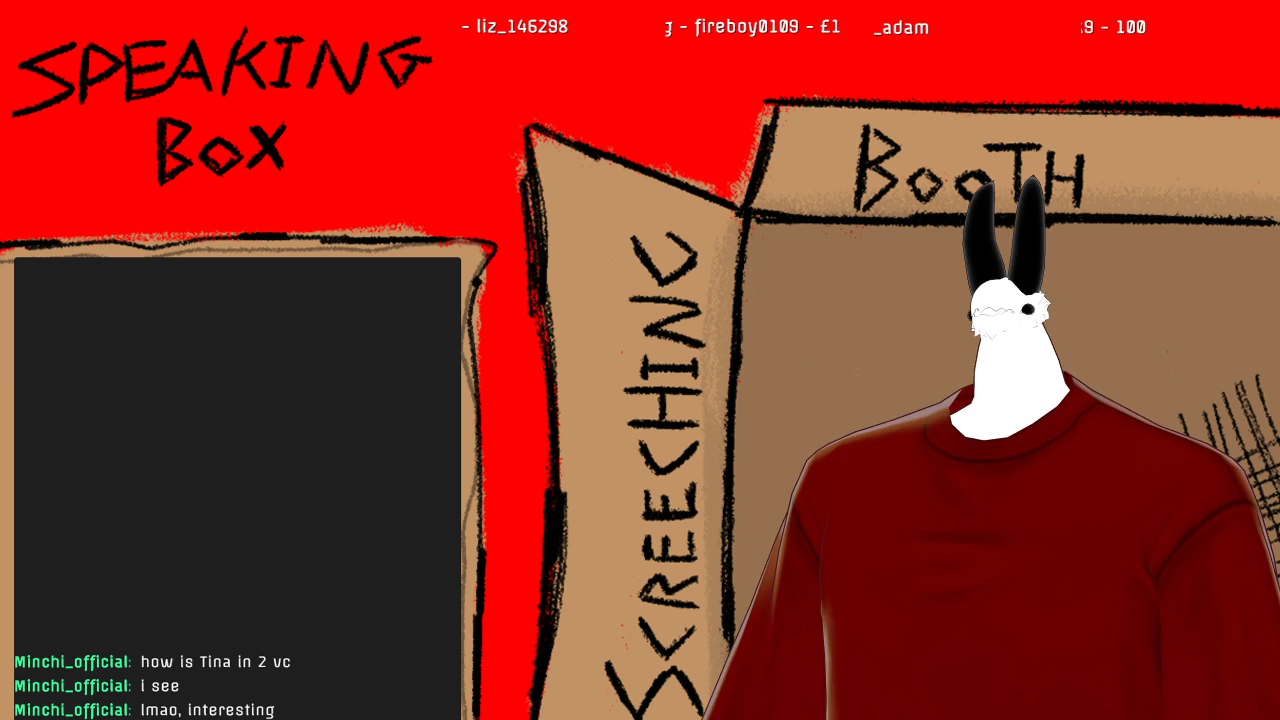 - liz_146298
g - fireboy0109 - £1
_adam
9 - 100
SPEAKING
BOX
BOOTH
SCREECHING
Minchi_official: how is Tina in 2 vc
Minchi_official: i see
Minchi_official: lmao, interesting